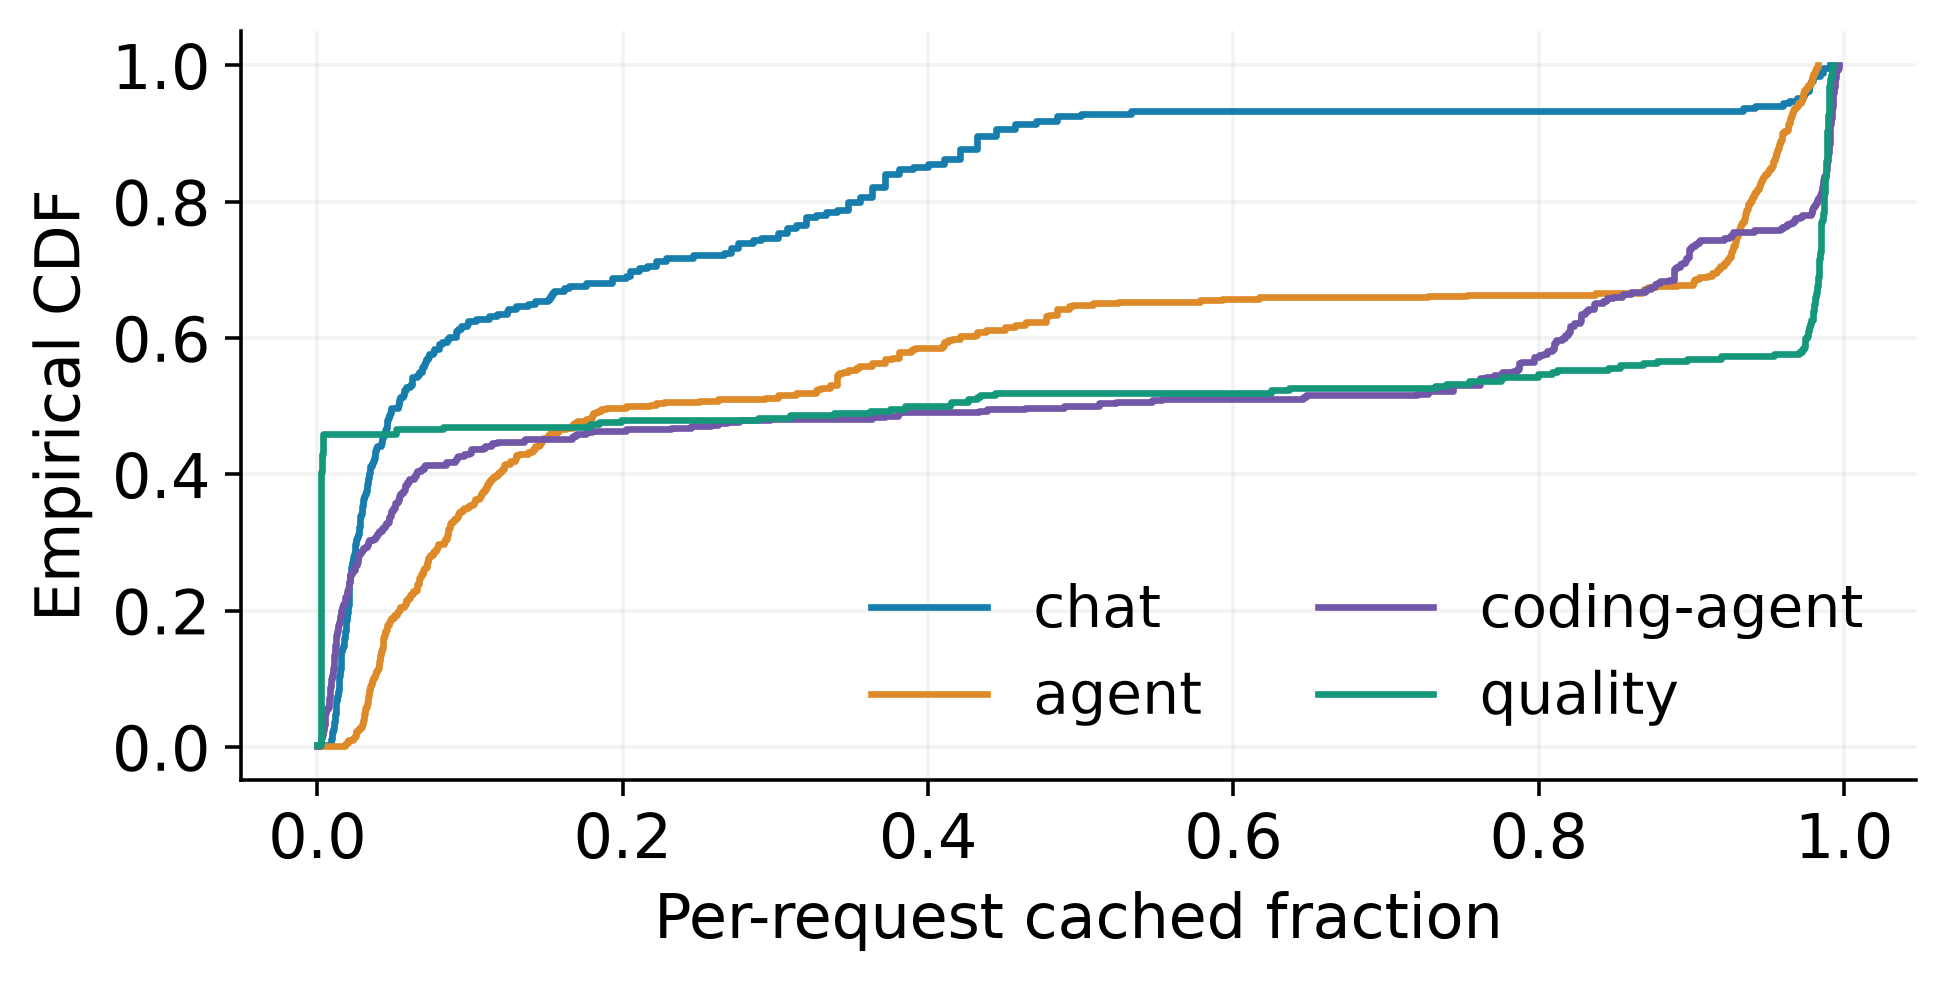 Empirical CDF
1.0
0.8
0.6
0.4
0.2
0.0
chat
agent
coding-agent
quality
0.0 0.2 0.4 0.6 0.8 1.0
Per-request cached fraction